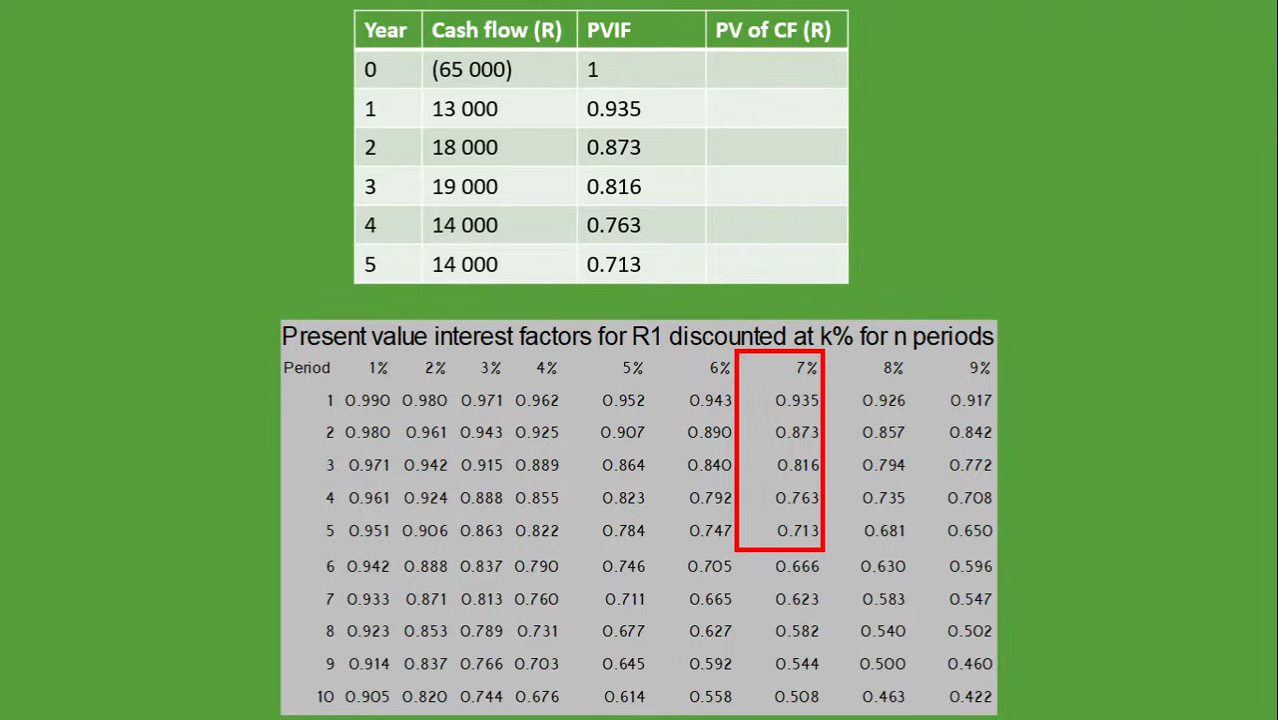 Year Cash flow (R) PVIF PV of CF (R)
0 (65 000) 1
1 13 000 0.935
2 18 000 0.873
3 19 000 0.816
4 14 000 0.763
5 14 000 0.713
Present value interest factors for R1 discounted at k% for n periods
Period 1% 2% 3% 4% 5% 6% 7% 8% 9%
1 0.990 0.980 0.971 0.962 0.952 0.943 0.935 0.926 0.917
2 0.980 0.961 0.943 0.925 0.907 0.890 0.873 0.857 0.842
3 0.971 0.942 0.915 0.889 0.864 0.840 0.816 0.794 0.772
4 0.961 0.924 0.888 0.855 0.823 0.792 0.763 0.735 0.708
5 0.951 0.906 0.863 0.822 0.784 0.747 0.713 0.681 0.650
6 0.942 0.888 0.837 0.790 0.746 0.705 0.666 0.630 0.596
7 0.933 0.871 0.813 0.760 0.711 0.665 0.623 0.583 0.547
8 0.923 0.853 0.789 0.731 0.677 0.627 0.582 0.540 0.502
9 0.914 0.837 0.766 0.703 0.645 0.592 0.544 0.500 0.460
10 0.905 0.820 0.744 0.676 0.614 0.558 0.508 0.463 0.422